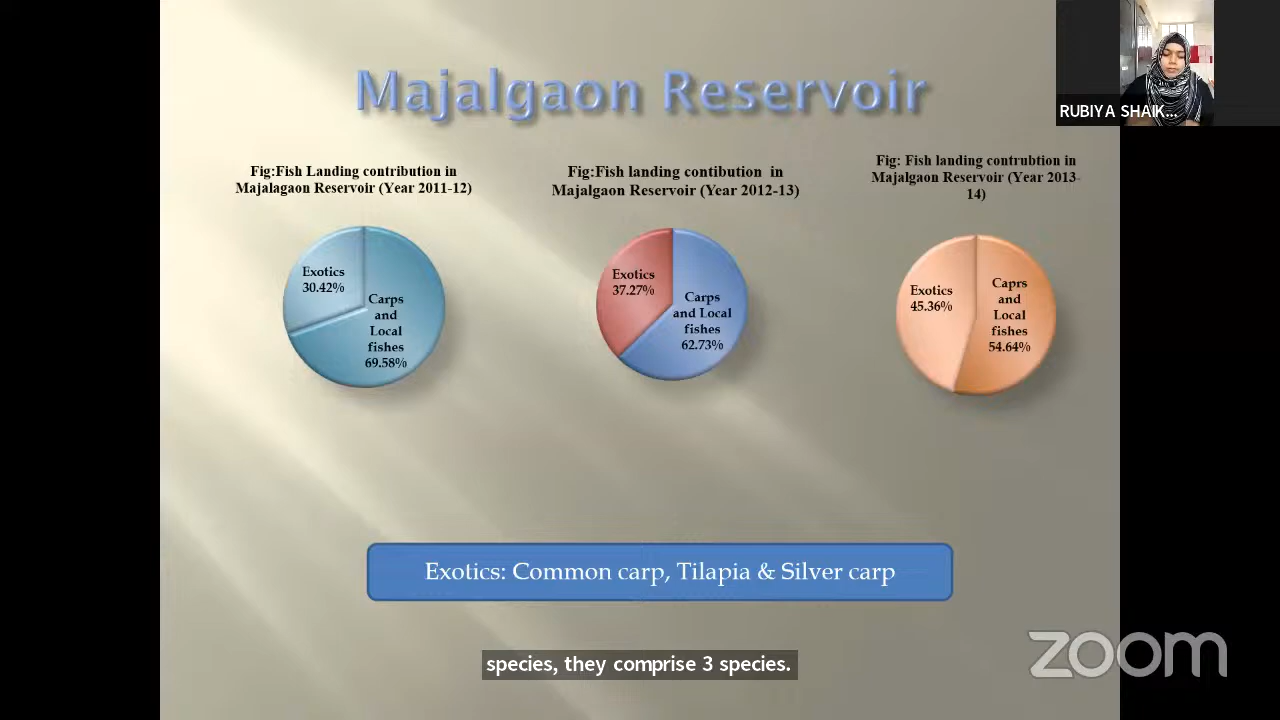 Majalgaon Reservoir
RUBIYA SHAIK...
Fig:Fish Landing contribution in
Majalagaon Reservoir (Year 2011-12)
Exotics
30.42%
Carps
and
Local
fishes
69.58%
Fig:Fish landing contibution in
Majalgaon Reservoir (Year 2012-13)
Exotics
37.27%
Carps
and Local
fishes
62.73%
Fig: Fish landing contrubtion in
Majalgaon Reservoir (Year 2013-
14)
Exotics
45.36%
Caprs
and
Local
fishes
54.64%
Exotics: Common carp, Tilapia & Silver carp
species, they comprise 3 species.
zoom